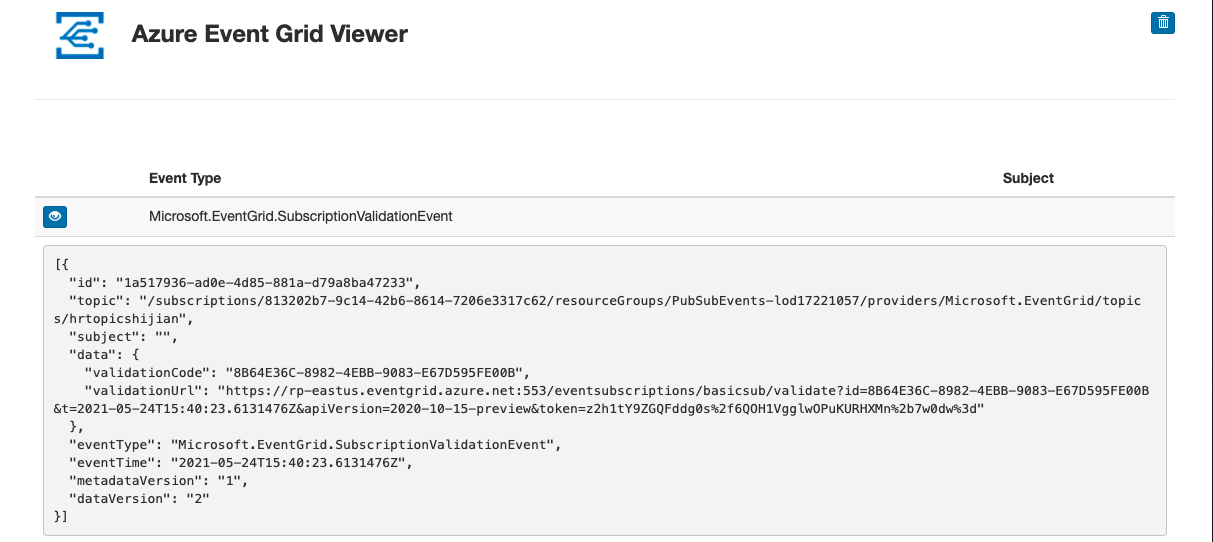 Azure Event Grid Viewer
Event Type Subject
Microsoft.EventGrid.SubscriptionValidationEvent
[{
"id": "1a517936-ad0e-4d85-881a-d79a8ba47233",
"topic": "/subscriptions/813202b7-9c14-42b6-8614-7206e3317c62/resourceGroups/PubSubEvents-lod17221057/providers/Microsoft.EventGrid/topic
s/hrtopicshijian",
"subject": "",
"data": {
"validationCode": "8B64E36C-8982-4EBB-9083-E67D595FE00B",
"validationUrl": "https://rp-eastus.eventgrid.azure.net:553/eventsubscriptions/basicsub/validate?id=8B64E36C-8982-4EBB-9083-E67D595FE00B
&t=2021-05-24T15:40:23.6131476Z&apiVersion=2020-10-15-preview&token=z2h1tY9ZGQFddg0s%2f6QOH1VgglwOPuKURHXMn%2b7w0dw%3d"
},
"eventType": "Microsoft.EventGrid.SubscriptionValidationEvent",
"eventTime": "2021-05-24T15:40:23.6131476Z",
"metadataVersion": "1",
"dataVersion": "2"
}]